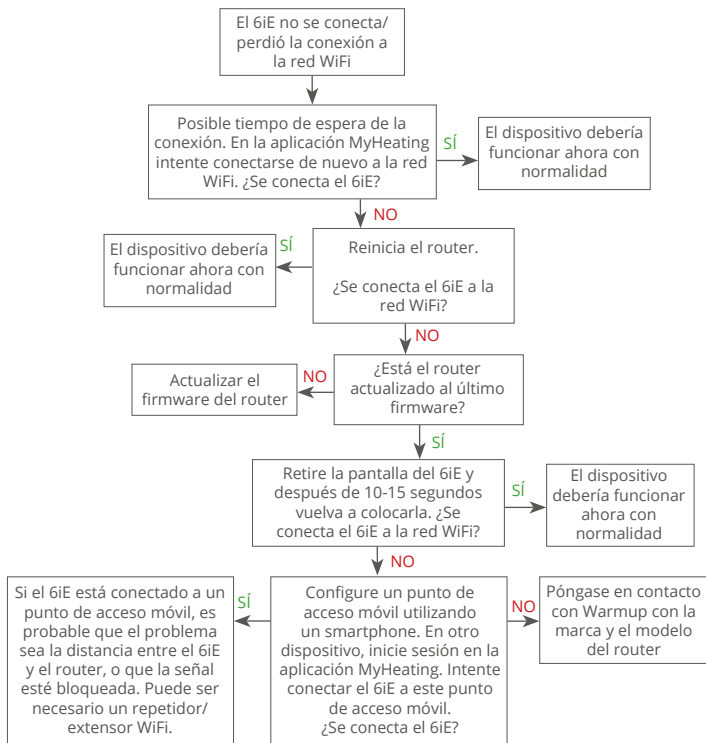 El 6iE no se conecta/
perdió la conexión a
la red WiFi
Posible tiempo de espera de la
conexión. En la aplicación MyHeating
intente conectarse de nuevo a la red
WiFi. ¿Se conecta el 6iE?
SÍ
El dispositivo debería
funcionar ahora con
normalidad
NO
Reinicia el router.
¿Se conecta el 6iE a la
red WiFi?
SÍ
El dispositivo debería
funcionar ahora con
normalidad
NO
¿Está el router
actualizado al último
firmware?
NO
Actualizar el
firmware del router
SÍ
Retire la pantalla del 6iE y
después de 10-15 segundos
vuelva a colocarla. ¿Se
conecta el 6iE a la red WiFi?
SÍ
El dispositivo
debería funcionar
ahora con
normalidad
NO
Configure un punto de
acceso móvil utilizando
un smartphone. En otro
dispositivo, inicie sesión en la
aplicación MyHeating. Intente
conectar el 6iE a este punto
de acceso móvil.
¿Se conecta el 6iE?
SÍ
Si el 6iE está conectado a un
punto de acceso móvil, es
probable que el problema
sea la distancia entre el 6iE
y el router, o que la señal
esté bloqueada. Puede ser
necesario un repetidor/
extensor WiFi.
NO
Póngase en contacto
con Warmup con la
marca y el modelo
del router